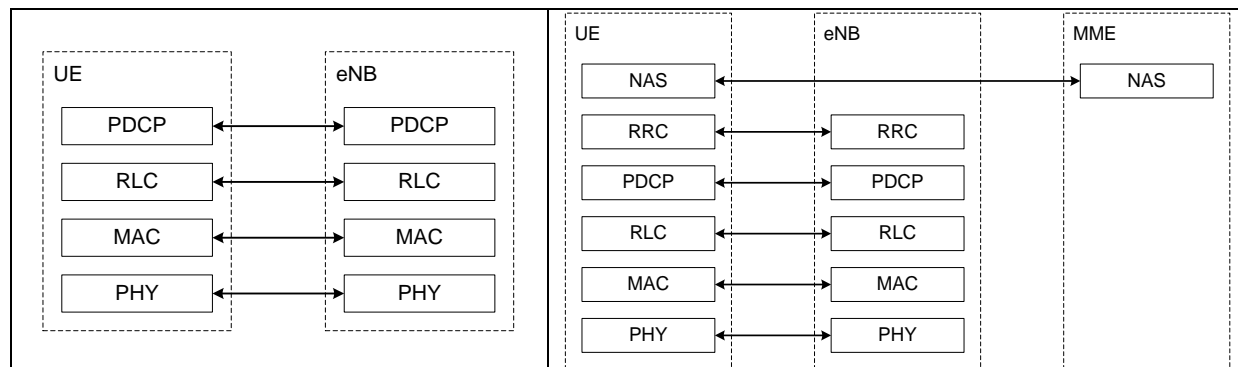 UE eNB
PDCP PDCP
RLC RLC
MAC MAC
PHY PHY
UE eNB MME
NAS NAS
RRC RRC
PDCP PDCP
RLC RLC
MAC MAC
PHY PHY